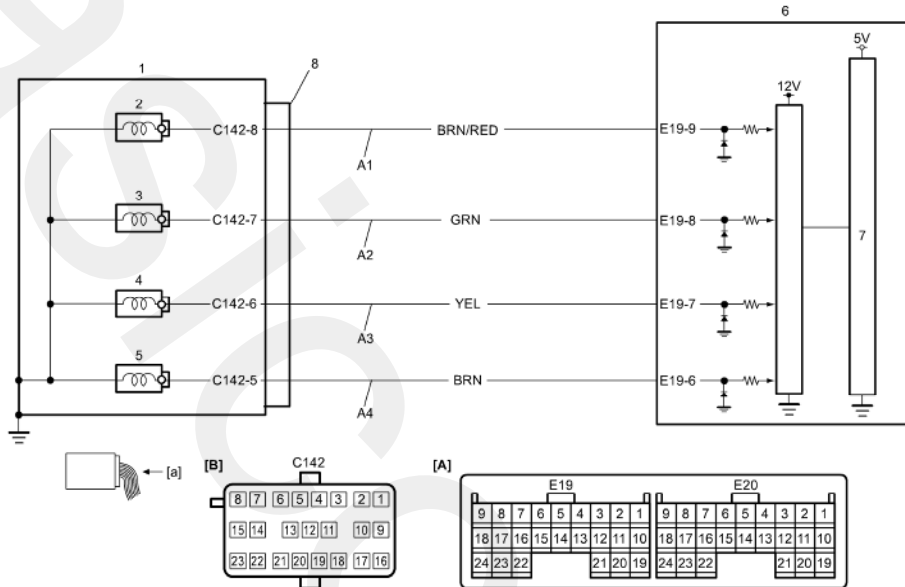 6
1
8
5V
12V
2
C142-8
BRN/RED
E19-9
A1
3
C142-7
GRN
E19-8
7
A2
4
C142-6
YEL
E19-7
A3
5
C142-5
BRN
E19-6
A4
[a]
[B]
C142
8 7 6 5 4 3 2 1
15 14 13 12 11 10 9
23 22 21 20 19 18 17 16
[A]
E19 E20
9 8 7 6 5 4 3 2 1 9 8 7 6 5 4 3 2 1
18 17 16 15 14 13 12 11 10 18 17 16 15 14 13 12 11 10
24 23 22 21 20 19 24 23 22 21 20 19